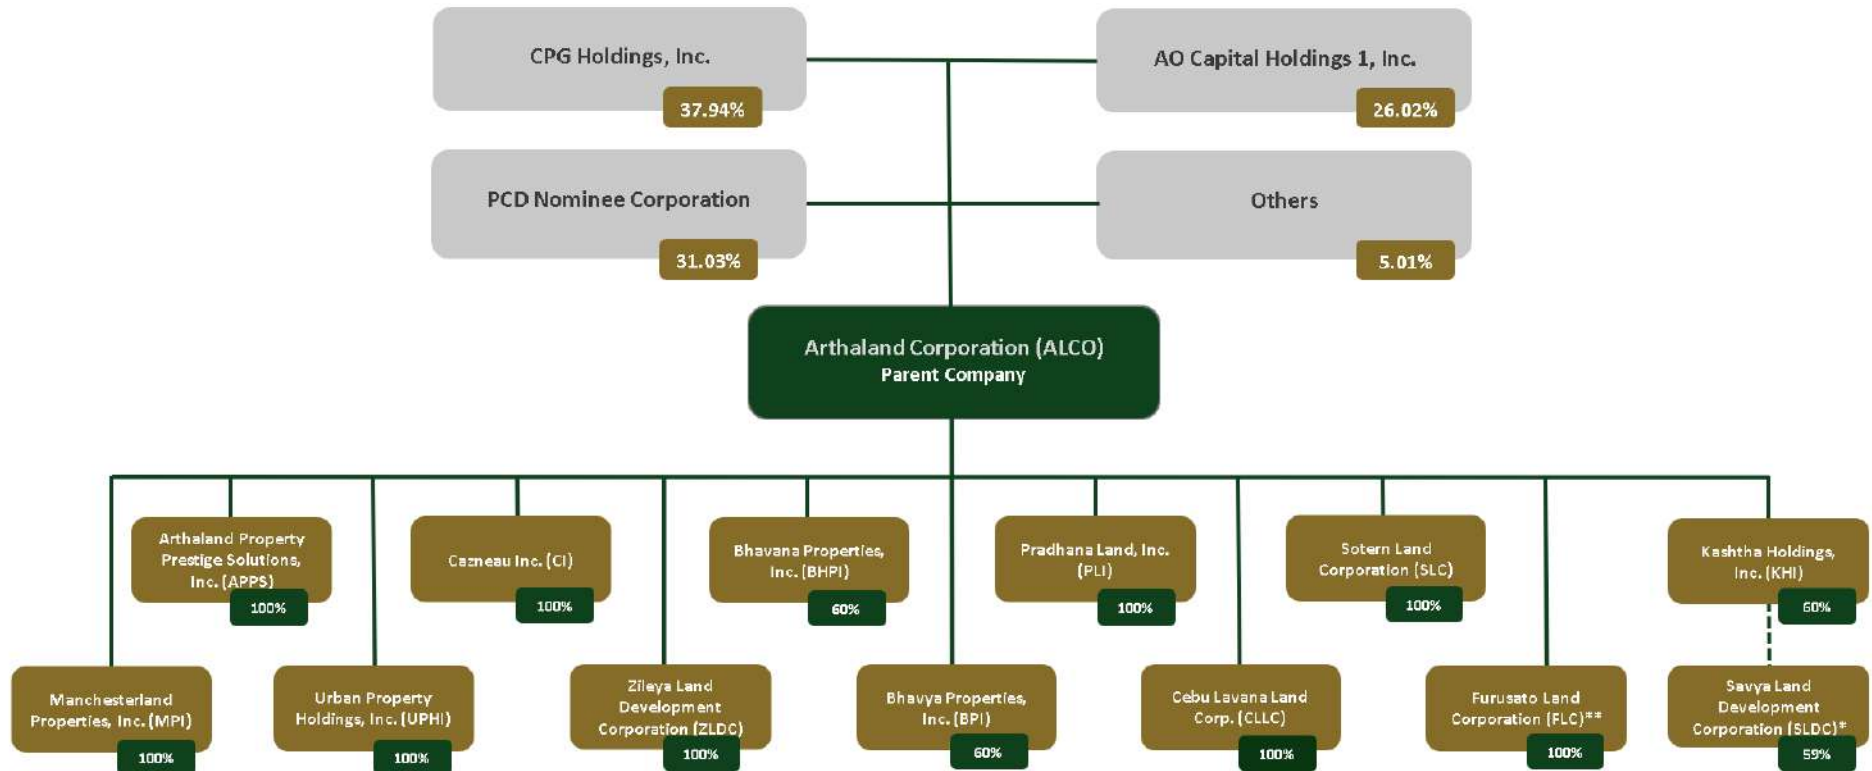 CPG Holdings, Inc.
37.94%
AO Capital Holdings 1, Inc.
26.02%
PCD Nominee Corporation
31.03%
Others
5.01%
Arthaland Corporation (ALCO)
Parent Company
Arthaland Property
Prestige Solutions,
Inc. (APPS)
100%
Cazneau Inc. (CI)
100%
Bhavana Properties,
Inc. (BHPI)
60%
Pradhana Land, Inc.
(PLI)
100%
Sotern Land
Corporation (SLC)
100%
Kashtha Holdings,
Inc. (KHI)
60%
Manchesterland
Properties, Inc. (MPI)
100%
Urban Property
Holdings, Inc. (UPHI)
100%
Zileya Land
Development
Corporation (ZLDC)
100%
Bhavya Properties,
Inc. (BPI)
60%
Cebu Lavana Land
Corp. (CLLC)
100%
Furusato Land
Corporation (FLC)**
100%
Savya Land
Development
Corporation (SLDC)*
59%